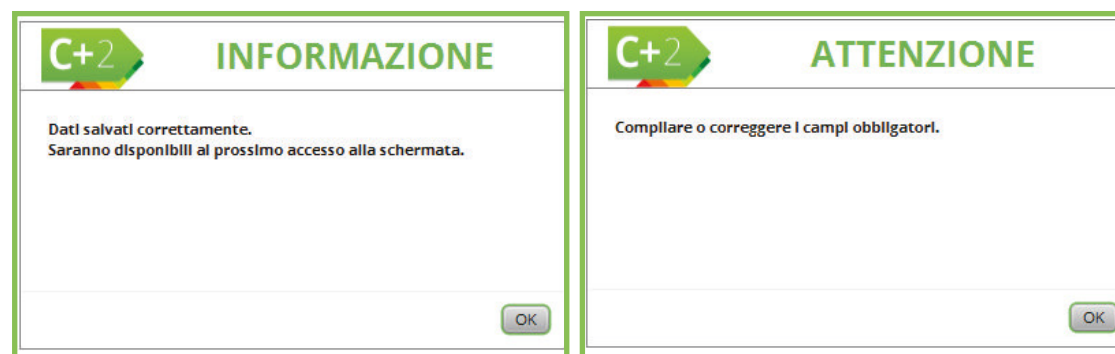 C+2 INFORMAZIONE
Dati salvati correttamente.
Saranno disponibili al prossimo accesso alla schermata.
OK
C+2 ATTENZIONE
Compilare o correggere i campi obbligatori.
OK